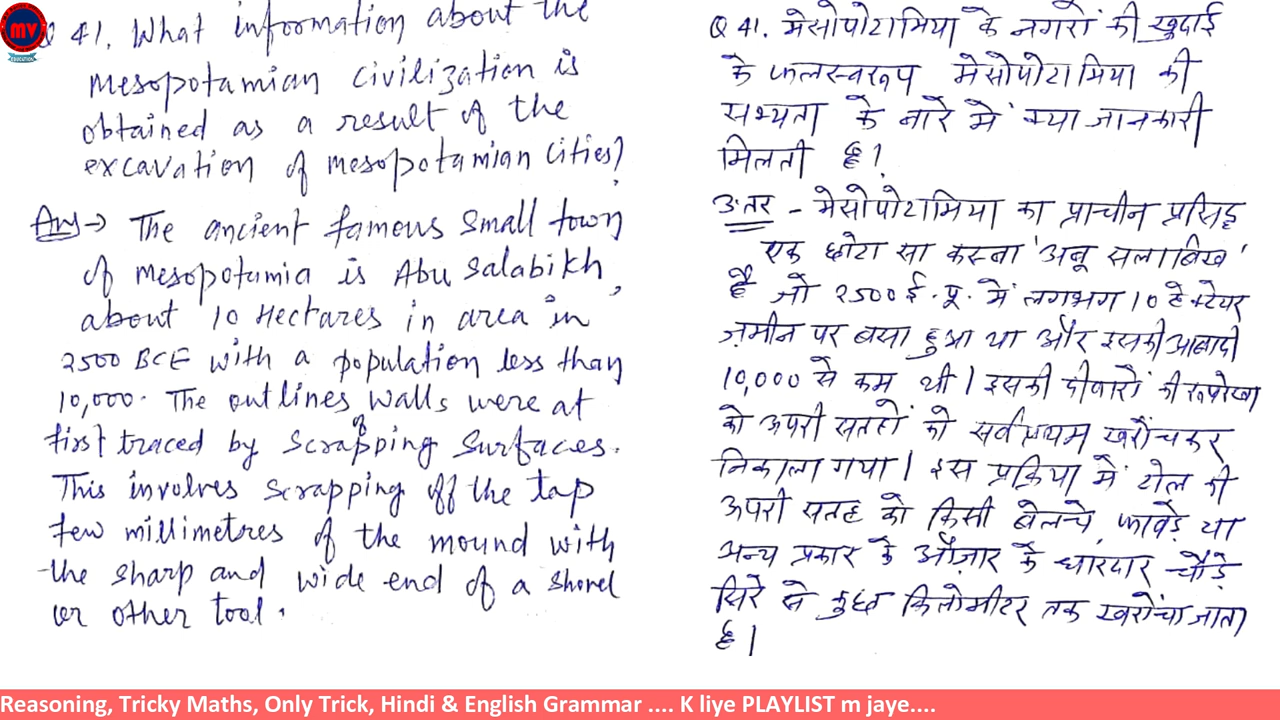 mv
EDUCATION
Q 41. What information about the
mesopotamian civilization is
obtained as a result of the
excavation of mesopotamian cities?
Ans→ The ancient famous small town
of mesopotamia is Abu Salabikh,
about 10 Hectares in area in
2500 BCE with a population less than
10,000. The outlines of walls were at
first traced by scrapping surfaces.
This involves scrapping off the tap
few millimetres of the mound with
the sharp and wide end of a shovel
or other tool.
Q 41. मेसोपोटामिया के नगरों की खुदाई
के फलस्वरूप मेसोपोटामिया की
सभ्यता के बारे में क्या जानकारी
मिलती है?
उत्तर - मेसोपोटामिया का प्राचीन प्रसिद्ध
एक छोटा सा कस्बा 'अबू सलाबिख'
है जो 2500 ई. पू. में लगभग 10 हेक्टेयर
ज़मीन पर बसा हुआ था और इसकी आबादी
10,000 से कम थी। इसकी दीवारों की रूपरेखा
को ऊपरी सतहों को सर्वप्रथम खरोंचकर
निकाला गया। इस प्रक्रिया में टीले की
ऊपरी सतह को किसी बेलचे, फावड़े या
अन्य प्रकार के औज़ार के धारदार चौड़े
सिरे से कुछ किलोमीटर तक खरोंचा जाता
है।
Reasoning, Tricky Maths, Only Trick, Hindi & English Grammar .... K liye PLAYLIST m jaye....